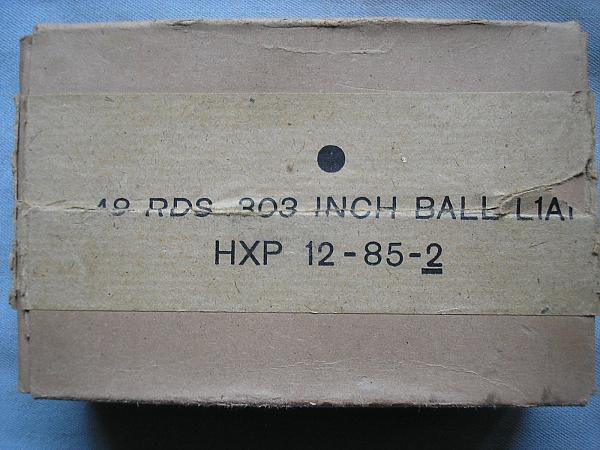 48 RDS .303 INCH BALL L1A1
HXP 12-85-2